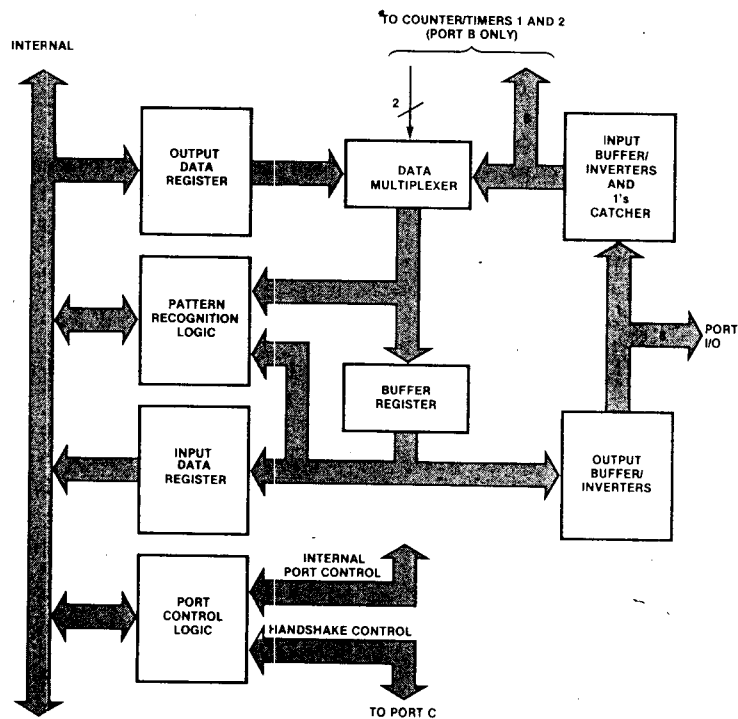 TO COUNTER/TIMERS 1 AND 2
(PORT B ONLY)
INTERNAL
2
OUTPUT
DATA
REGISTER
DATA
MULTIPLEXER
INPUT
BUFFER/
INVERTERS
AND
1's
CATCHER
PATTERN
RECOGNITION
LOGIC
PORT
I/O
BUFFER
REGISTER
INPUT
DATA
REGISTER
OUTPUT
BUFFER/
INVERTERS
INTERNAL
PORT CONTROL
PORT
CONTROL
LOGIC
HANDSHAKE CONTROL
TO PORT C